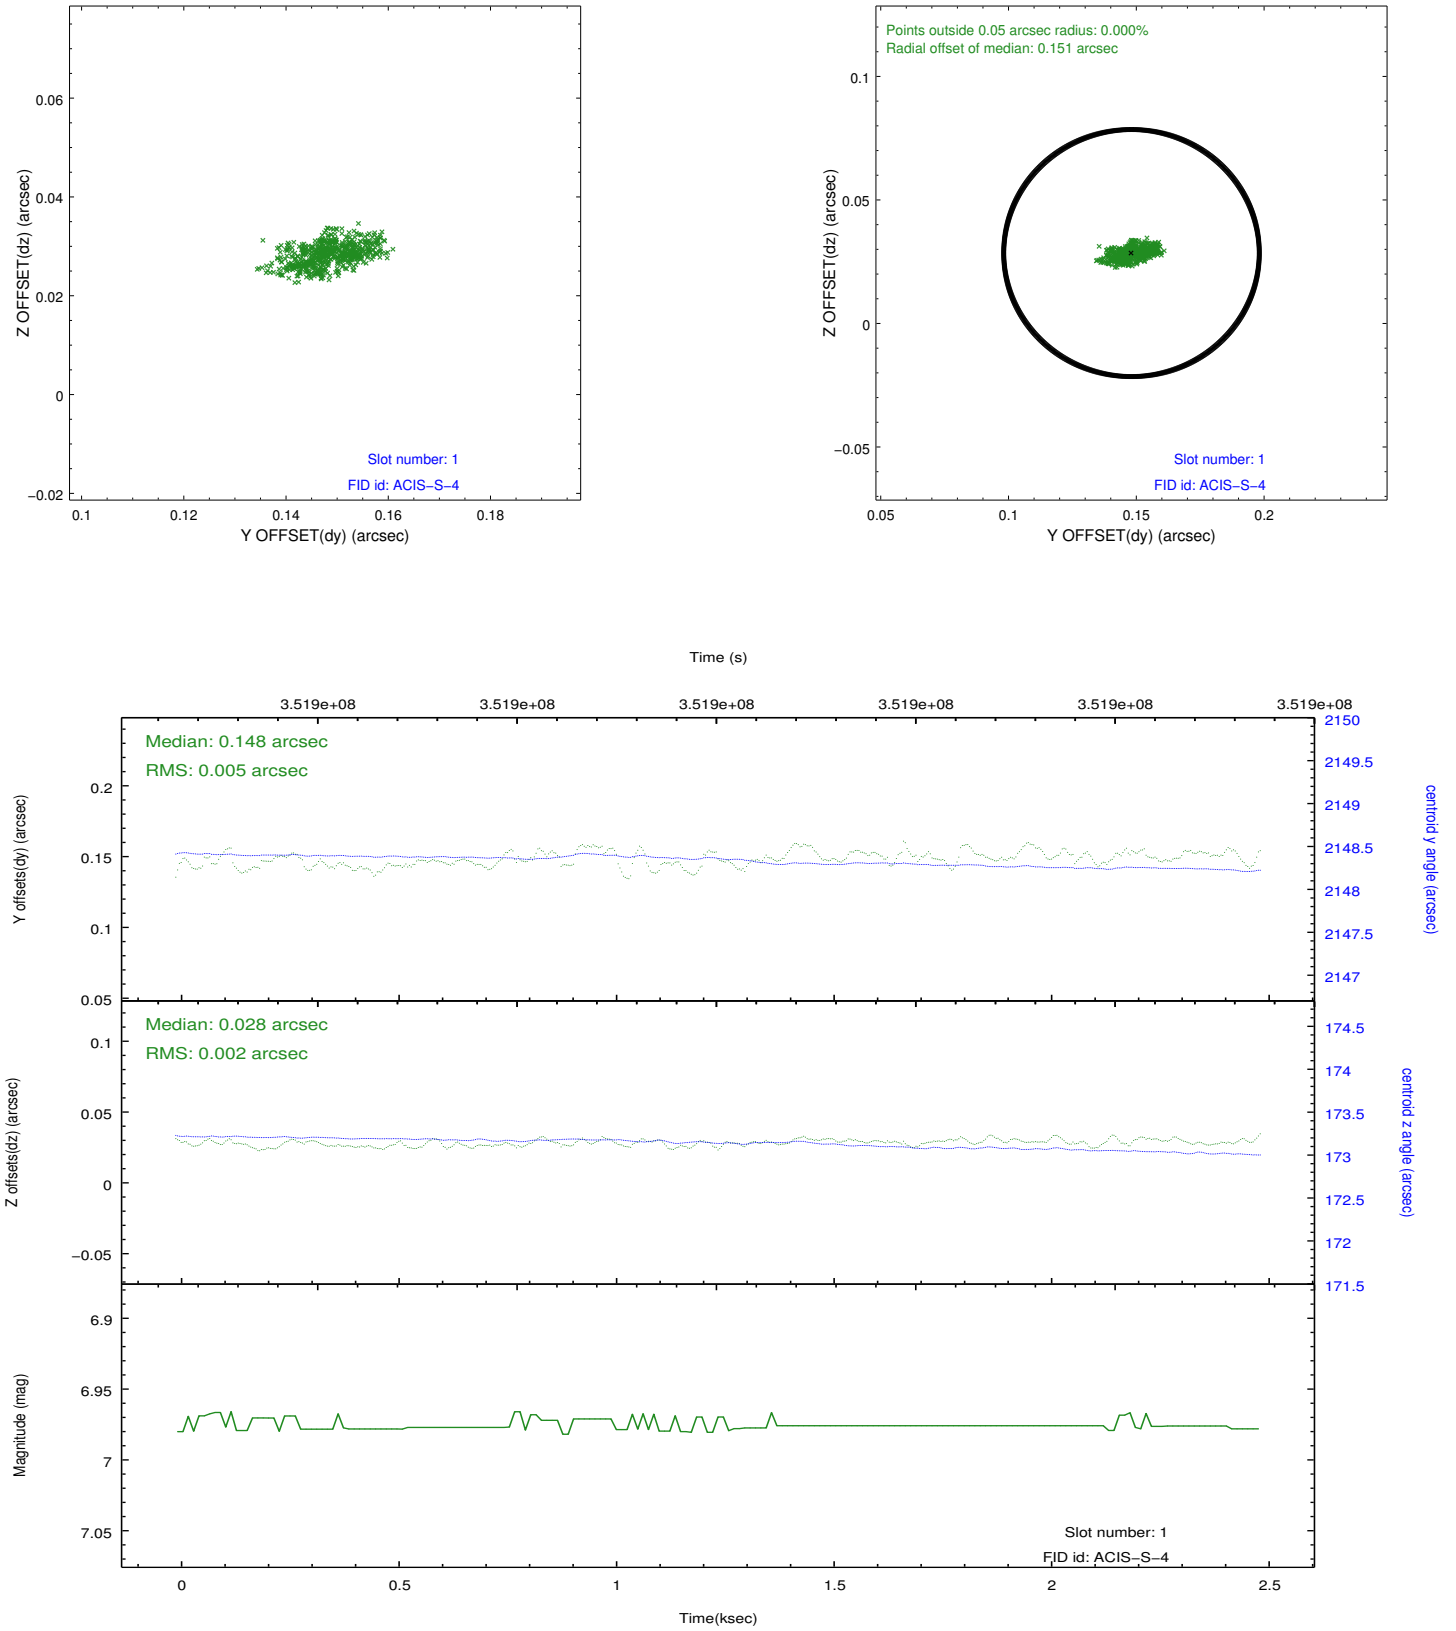 0.06
0.04
0.02
0
−0.02
0.1
0.12
0.14
0.16
0.18
Z OFFSET(dz) (arcsec)
Y OFFSET(dy) (arcsec)
Slot number: 1
FID id: ACIS−S−4
Points outside 0.05 arcsec radius: 0.000%
Radial offset of median: 0.151 arcsec
0.1
0.05
0
−0.05
0.05
0.1
0.15
0.2
Z OFFSET(dz) (arcsec)
Y OFFSET(dy) (arcsec)
Slot number: 1
FID id: ACIS−S−4
Time (s)
3.519e+08
3.519e+08
3.519e+08
3.519e+08
3.519e+08
3.519e+08
Median: 0.148 arcsec
RMS: 0.005 arcsec
0.2
0.15
0.1
0.05
Y offsets(dy) (arcsec)
2150
2149.5
2149
2148.5
2148
2147.5
2147
centroid y angle (arcsec)
Median: 0.028 arcsec
RMS: 0.002 arcsec
0.1
0.05
0
−0.05
Z offsets(dz) (arcsec)
174.5
174
173.5
173
172.5
172
171.5
centroid z angle (arcsec)
6.9
6.95
7
7.05
Magnitude (mag)
Slot number: 1
FID id: ACIS−S−4
0
0.5
1
1.5
2
2.5
Time(ksec)